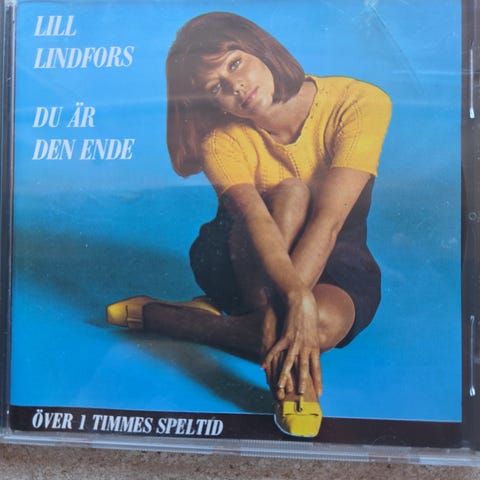 LILL
LINDFORS
DU ÄR
DEN ENDE
ÖVER 1 TIMMES SPELTID